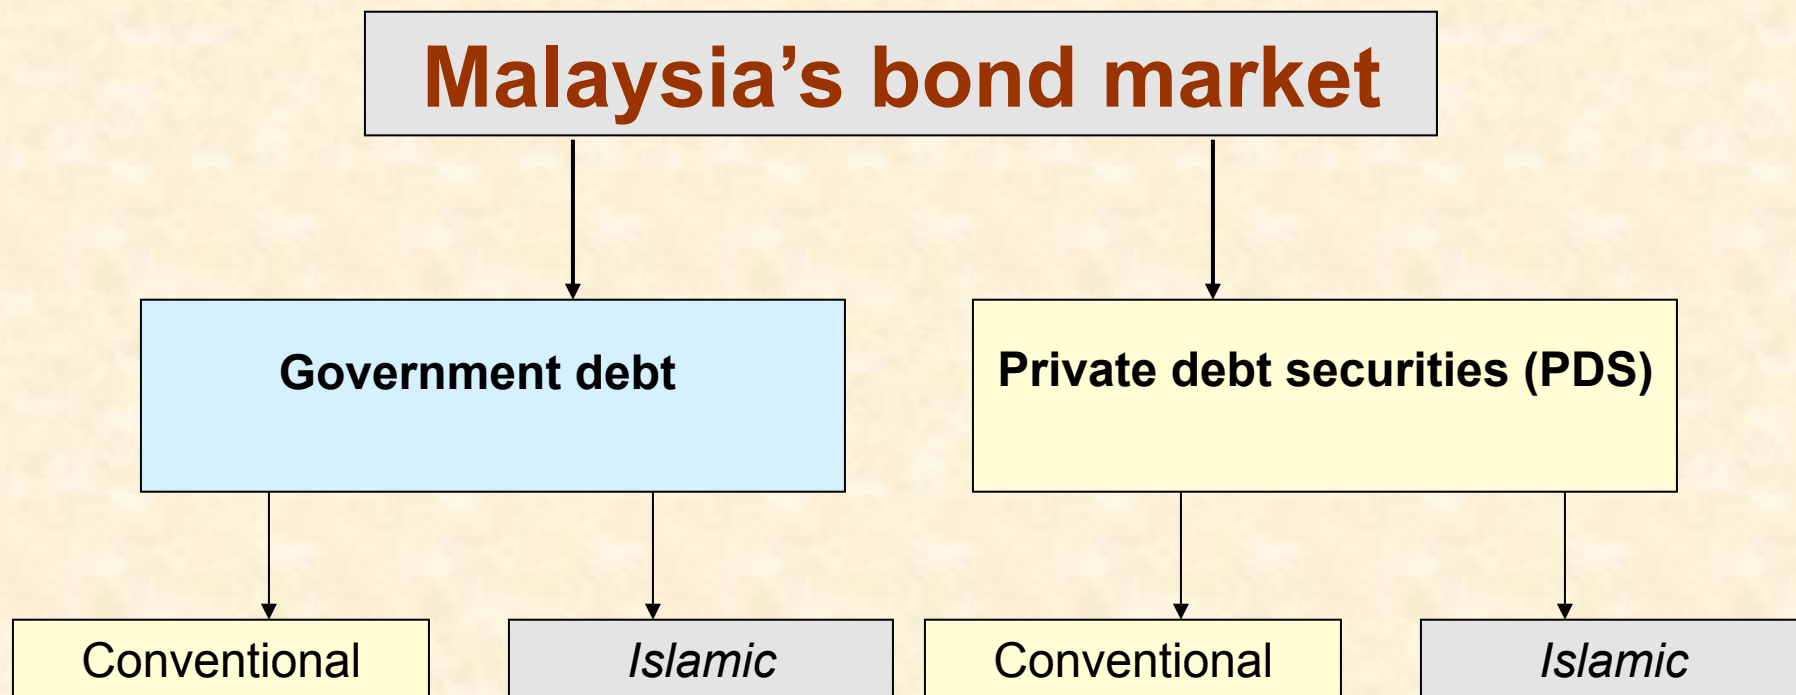 Malaysia’s bond market
Government debt
Private debt securities (PDS)
Conventional
Islamic
Conventional
Islamic